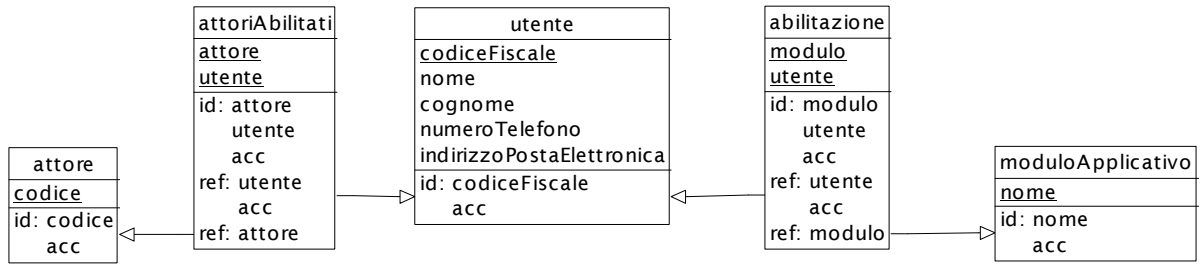 attoriAbilitati
attore
utente
id: attore
utente
acc
ref: utente
acc
ref: attore
utente
codiceFiscale
nome
cognome
numeroTelefono
indirizzoPostaElettronica
id: codiceFiscale
acc
abilitazione
modulo
utente
id: modulo
utente
acc
ref: utente
acc
ref: modulo
attore
codice
id: codice
acc
moduloApplicativo
nome
id: nome
acc